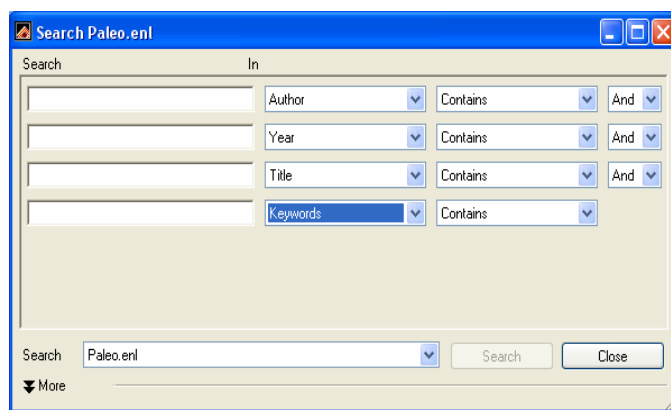 Search Paleo.enl
Search In
Author Contains And
Year Contains And
Title Contains And
Keywords Contains
Search Paleo.enl Search Close
More